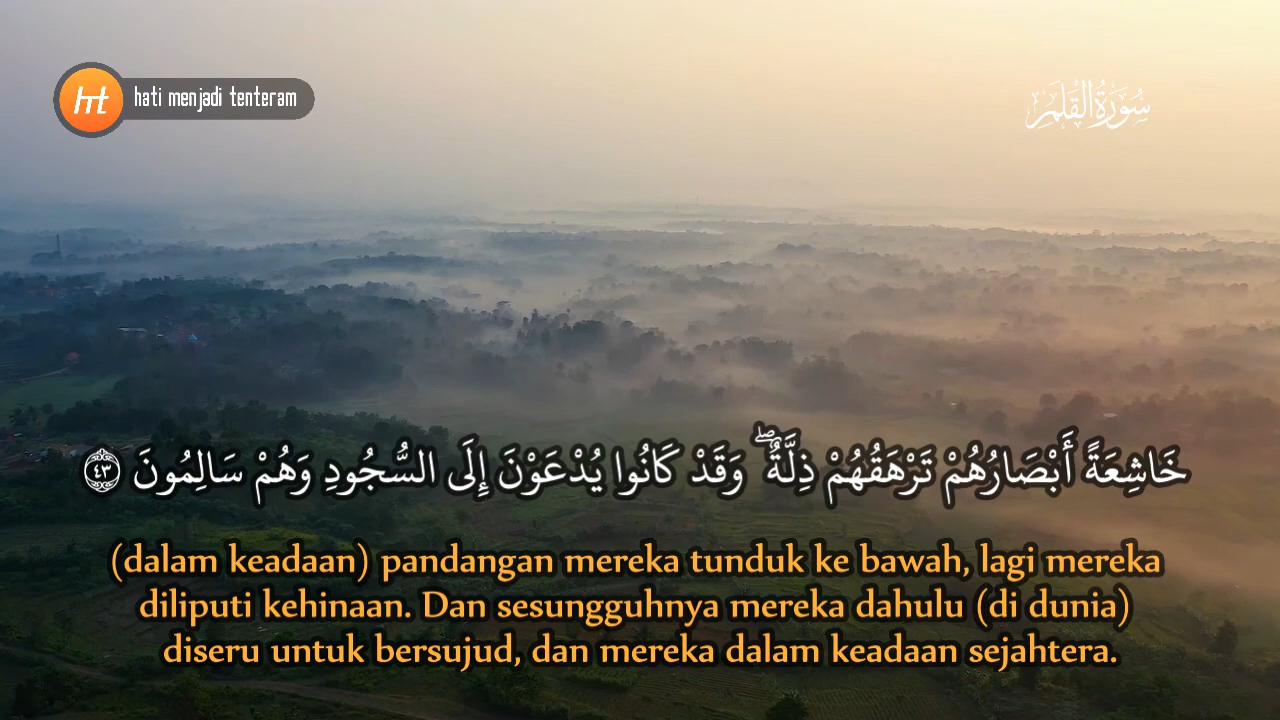 ht hati menjadi tenteram
سُورَةُ القَلَمِ
خَاشِعَةً أَبْصَارُهُمْ تَرْهَقُهُمْ ذِلَّةٌ ۖ وَقَدْ كَانُوا يُدْعَوْنَ إِلَى السُّجُودِ وَهُمْ سَالِمُونَ ﴿٤٣﴾
(dalam keadaan) pandangan mereka tunduk ke bawah, lagi mereka
diliputi kehinaan. Dan sesungguhnya mereka dahulu (di dunia)
diseru untuk bersujud, dan mereka dalam keadaan sejahtera.